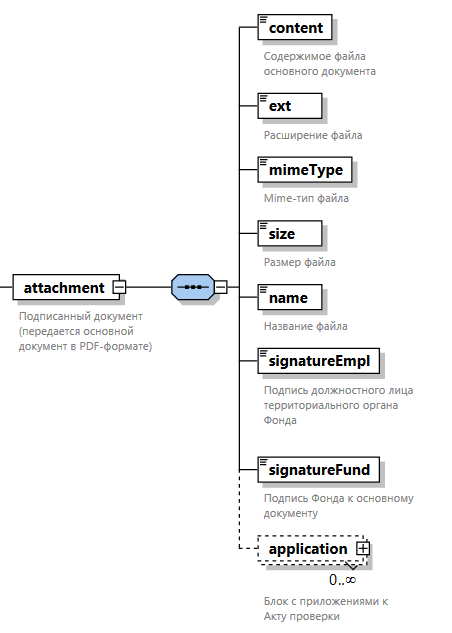 content
Содержимое файла
основного документа
ext
Расширение файла
mimeType
Mime-тип файла
size
Размер файла
attachment
Подписанный документ
(передается основной
документ в PDF-формате)
name
Название файла
signatureEmpl
Подпись должностного лица
территориального органа
Фонда
signatureFund
Подпись Фонда к основному
документу
application
0..∞
Блок с приложениями к
Акту проверки